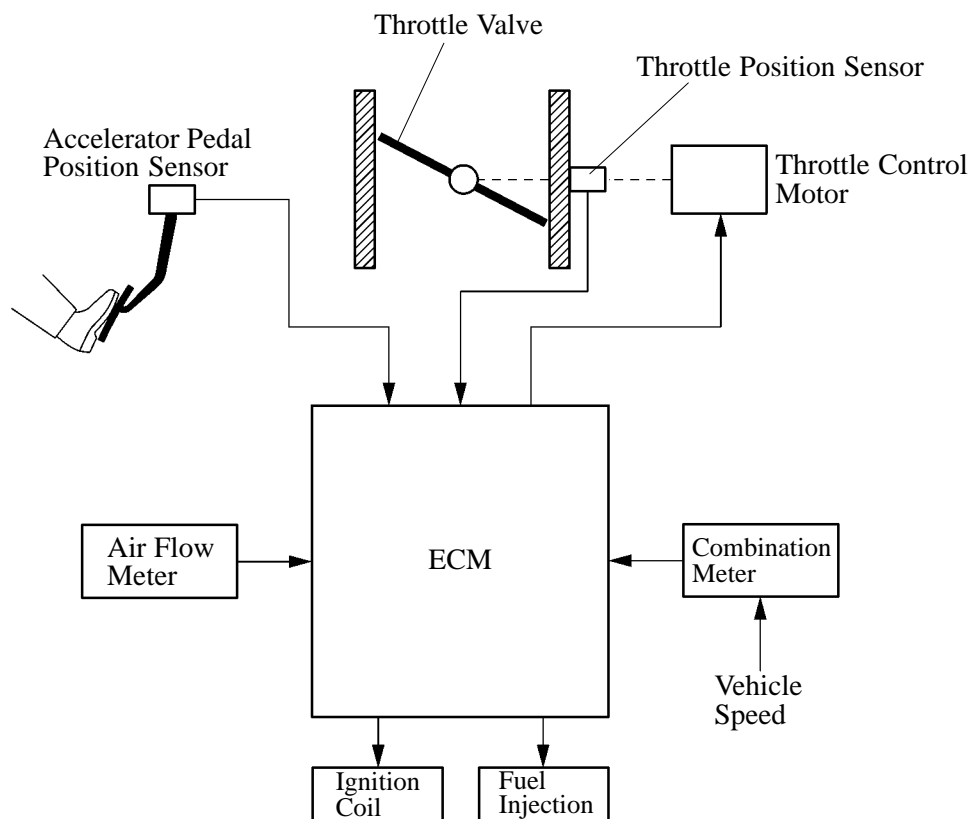 Throttle Valve
Throttle Position Sensor
Accelerator Pedal
Position Sensor
Throttle Control
Motor
Air Flow
Meter
ECM
Combination
Meter
Vehicle
Speed
Ignition
Coil
Fuel
Injection